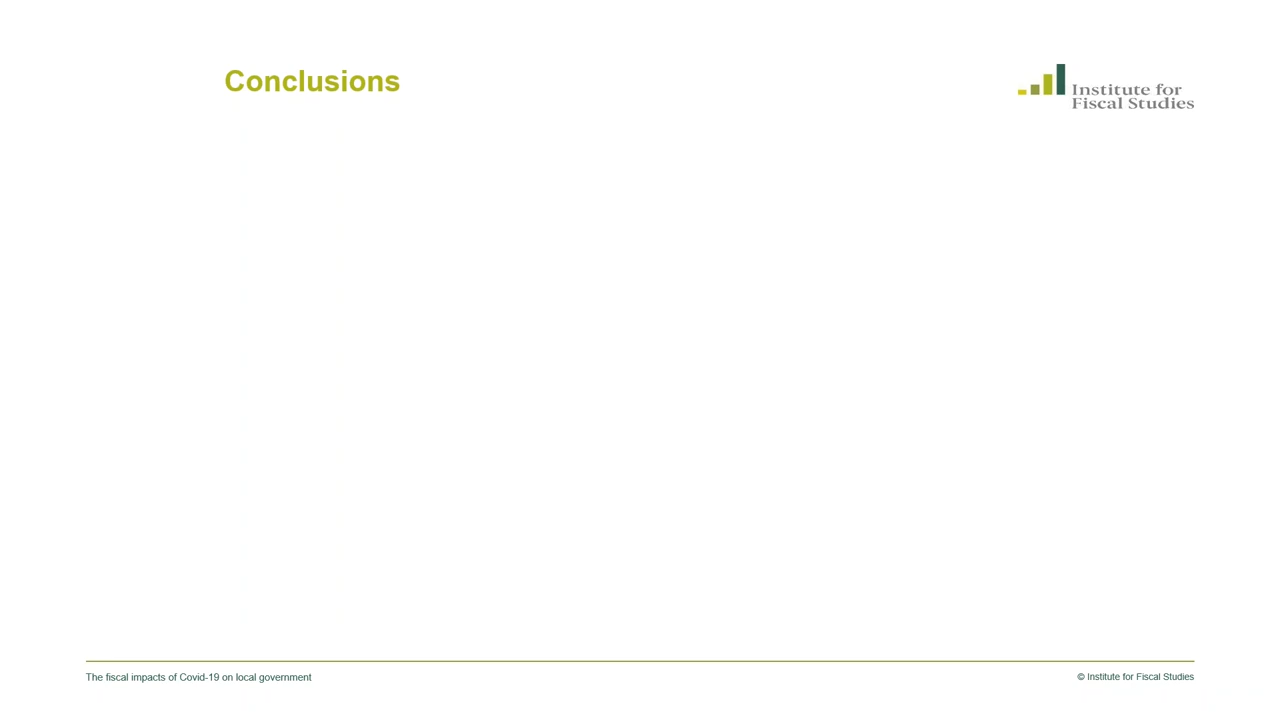 Conclusions
Institute for
Fiscal Studies
The fiscal impacts of Covid-19 on local government
© Institute for Fiscal Studies